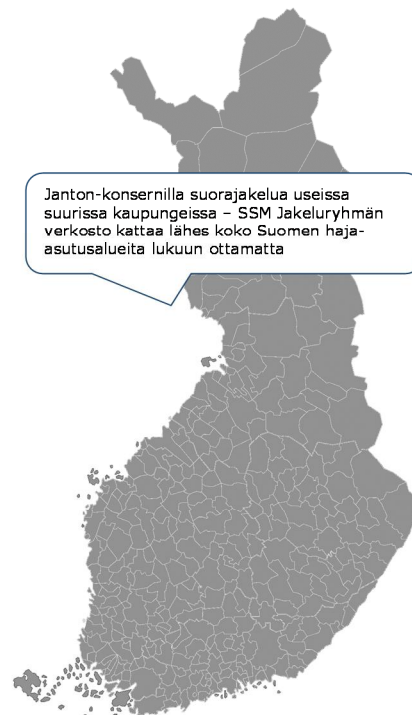 Janton-konsernilla suorajakelua useissa
suurissa kaupungeissa – SSM Jakeluryhmän
verkosto kattaa lähes koko Suomen haja-
asutusalueita lukuun ottamatta